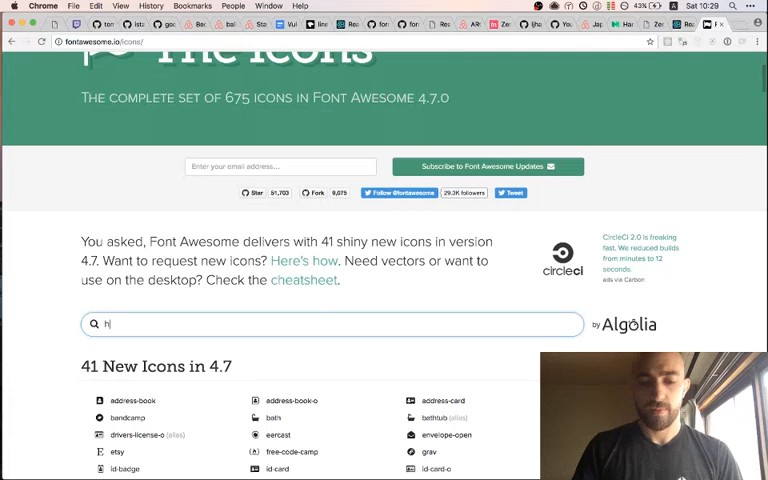 Chrome File Edit View History Bookmarks People Window Help 43% Sat 10:29
fontawesome.io/icons/
The Icons
THE COMPLETE SET OF 675 ICONS IN FONT AWESOME 4.7.0
Enter your email address... Subscribe to Font Awesome Updates
Star 51,703 Fork 9,075 Follow @fontawesome 29.3K followers Tweet
You asked, Font Awesome delivers with 41 shiny new icons in version
4.7. Want to request new icons? Here's how. Need vectors or want to
use on the desktop? Check the cheatsheet.
circleci
CircleCI 2.0 is freaking
fast. We reduced builds
from minutes to 12
seconds.
ads via Carbon
h by Algolia
41 New Icons in 4.7
address-book address-book-o address-card
bandcamp bath bathtub (alias)
drivers-license-o (alias) eercast envelope-open
etsy free-code-camp grav
id-badge id-card id-card-o